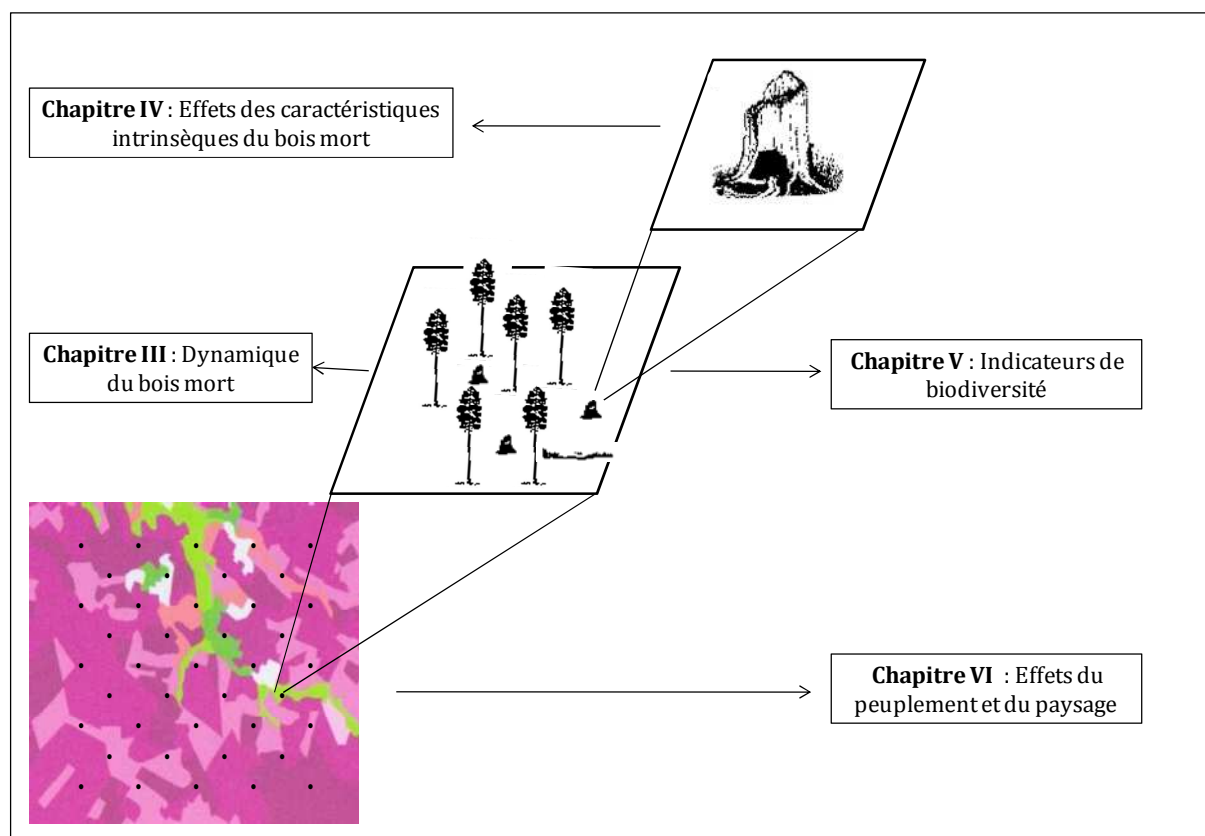 Chapitre IV : Effets des caractéristiques
intrinsèques du bois mort
Chapitre III : Dynamique
du bois mort
Chapitre V : Indicateurs de
biodiversité
Chapitre VI : Effets du
peuplement et du paysage